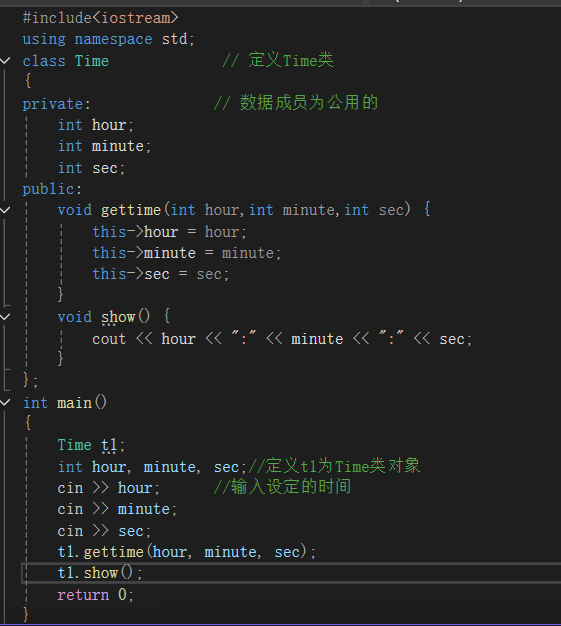 #include<iostream>
using namespace std;
class Time // 定义Time类
{
private: // 数据成员为公用的
int hour;
int minute;
int sec;
public:
void gettime(int hour,int minute,int sec) {
this->hour = hour;
this->minute = minute;
this->sec = sec;
}
void show() {
cout << hour << ":" << minute << ":" << sec;
}
};
int main()
{
Time t1;
int hour, minute, sec;//定义t1为Time类对象
cin >> hour; //输入设定的时间
cin >> minute;
cin >> sec;
t1.gettime(hour, minute, sec);
t1.show();
return 0;
}